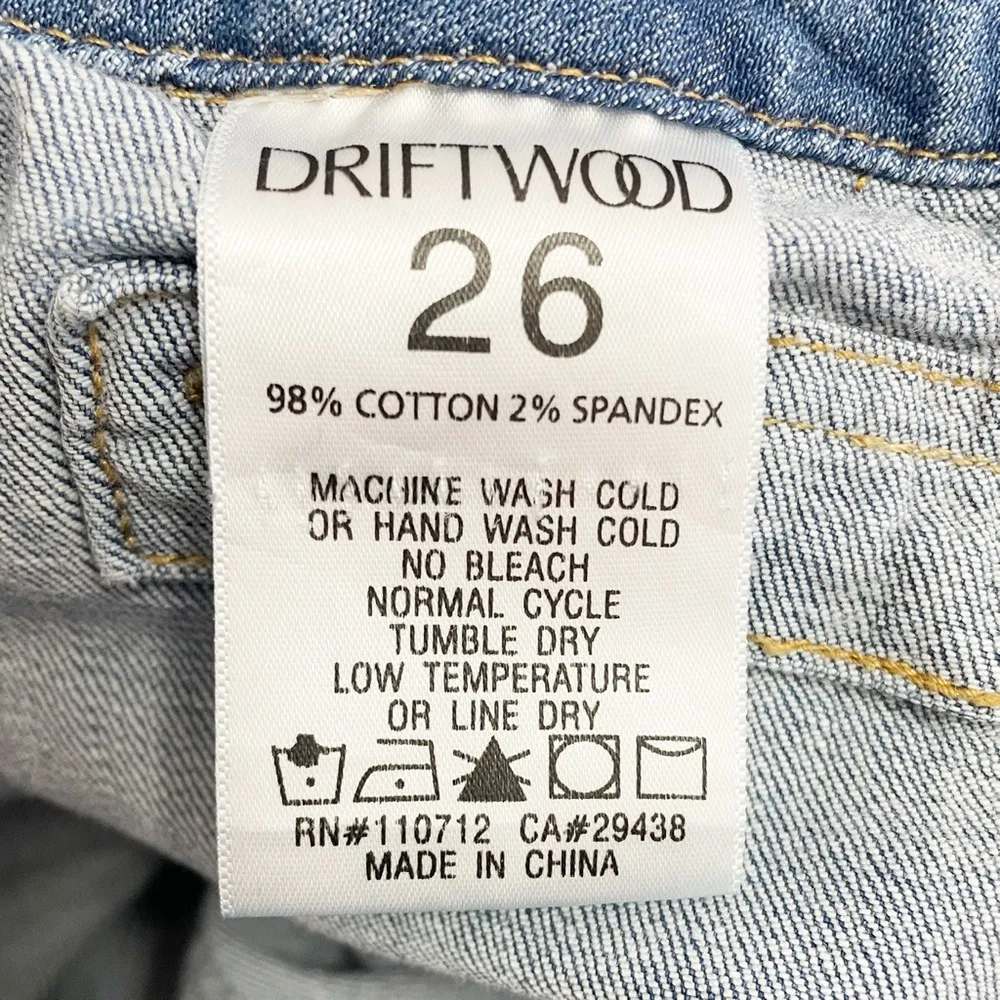 DRIFTWOOD
26
98% COTTON 2% SPANDEX
MACHINE WASH COLD
OR HAND WASH COLD
NO BLEACH
NORMAL CYCLE
TUMBLE DRY
LOW TEMPERATURE
OR LINE DRY
RN#110712 CA#29438
MADE IN CHINA